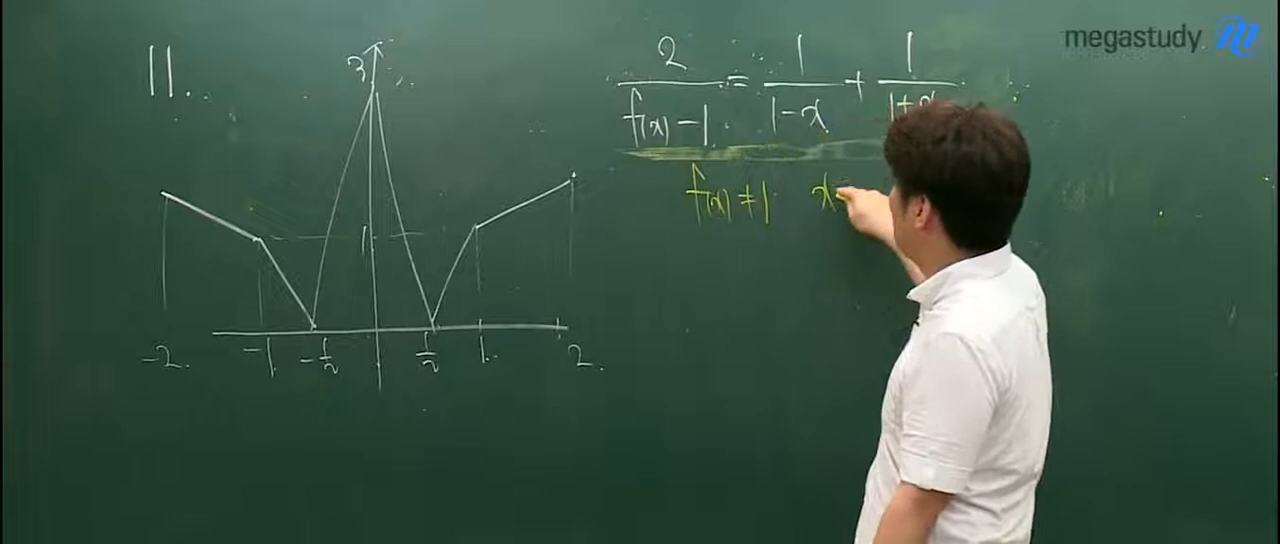 megastudy
11.
3
1
-2. -1 -1/2 1/2 1 2.
2/(f(x)-1) = 1/(1-x) + 1/(1+x)
f(x) ≠ 1 x